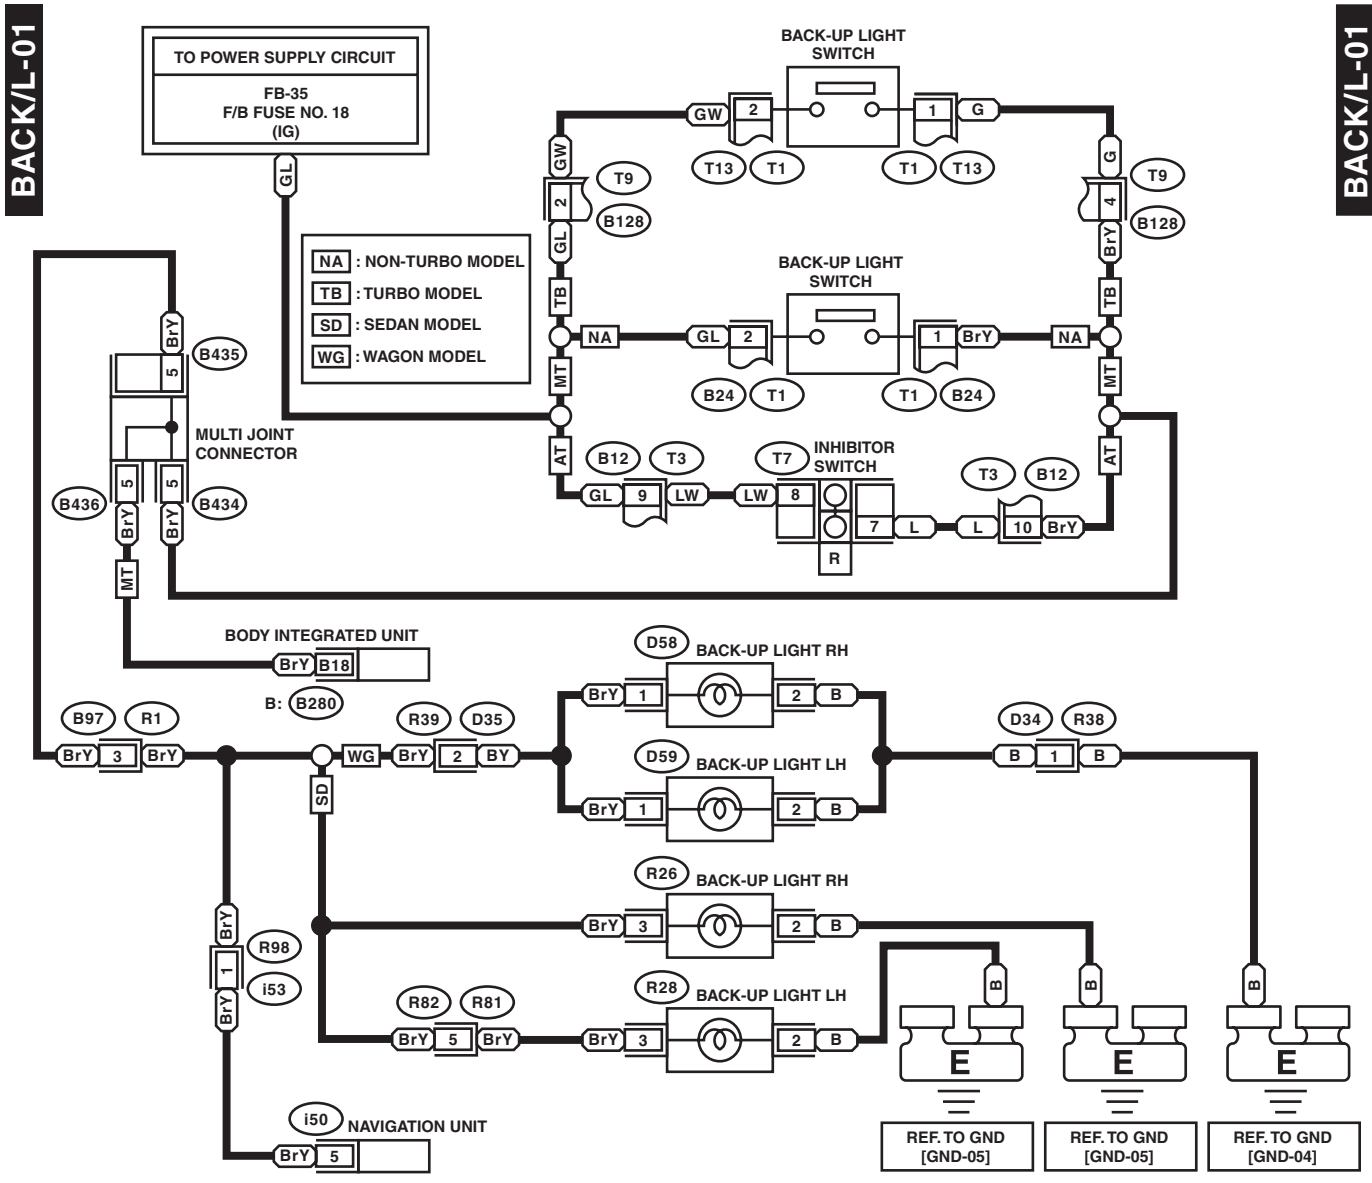 BACK/L-01
BACK/L-01
TO POWER SUPPLY CIRCUIT
FB-35
F/B FUSE NO. 18
(IG)
GL
BACK-UP LIGHT
SWITCH
GW 2 1 G
T13 T1 T1 T13
GW G
2 T9 4 T9
B128 B128
GL BrY
TB TB
NA : NON-TURBO MODEL
TB : TURBO MODEL
SD : SEDAN MODEL
WG : WAGON MODEL
BACK-UP LIGHT
SWITCH
NA GL 2 1 BrY NA
MT B24 T1 T1 B24 MT
BrY
5 B435
MULTI JOINT
CONNECTOR
5 5
B436 B434
BrY BrY
MT
AT AT
B12 T3 T7 INHIBITOR
SWITCH
T3 B12
GL 9 LW LW 8
7 L L 10 BrY
R
BODY INTEGRATED UNIT
BrY B18
B: B280
B97 R1
BrY 3 BrY
WG
SD
R39 D35
BrY 2 BY
D58 BACK-UP LIGHT RH
BrY 1 2 B
D59 BACK-UP LIGHT LH
BrY 1 2 B
D34 R38
B 1 B
R26 BACK-UP LIGHT RH
BrY 3 2 B
R82 R81
BrY 5 BrY
R28 BACK-UP LIGHT LH
BrY 3 2 B
BrY
1 R98
i53
BrY
i50 NAVIGATION UNIT
BrY 5
B B B
E E E
REF. TO GND
[GND-05]
REF. TO GND
[GND-05]
REF. TO GND
[GND-04]